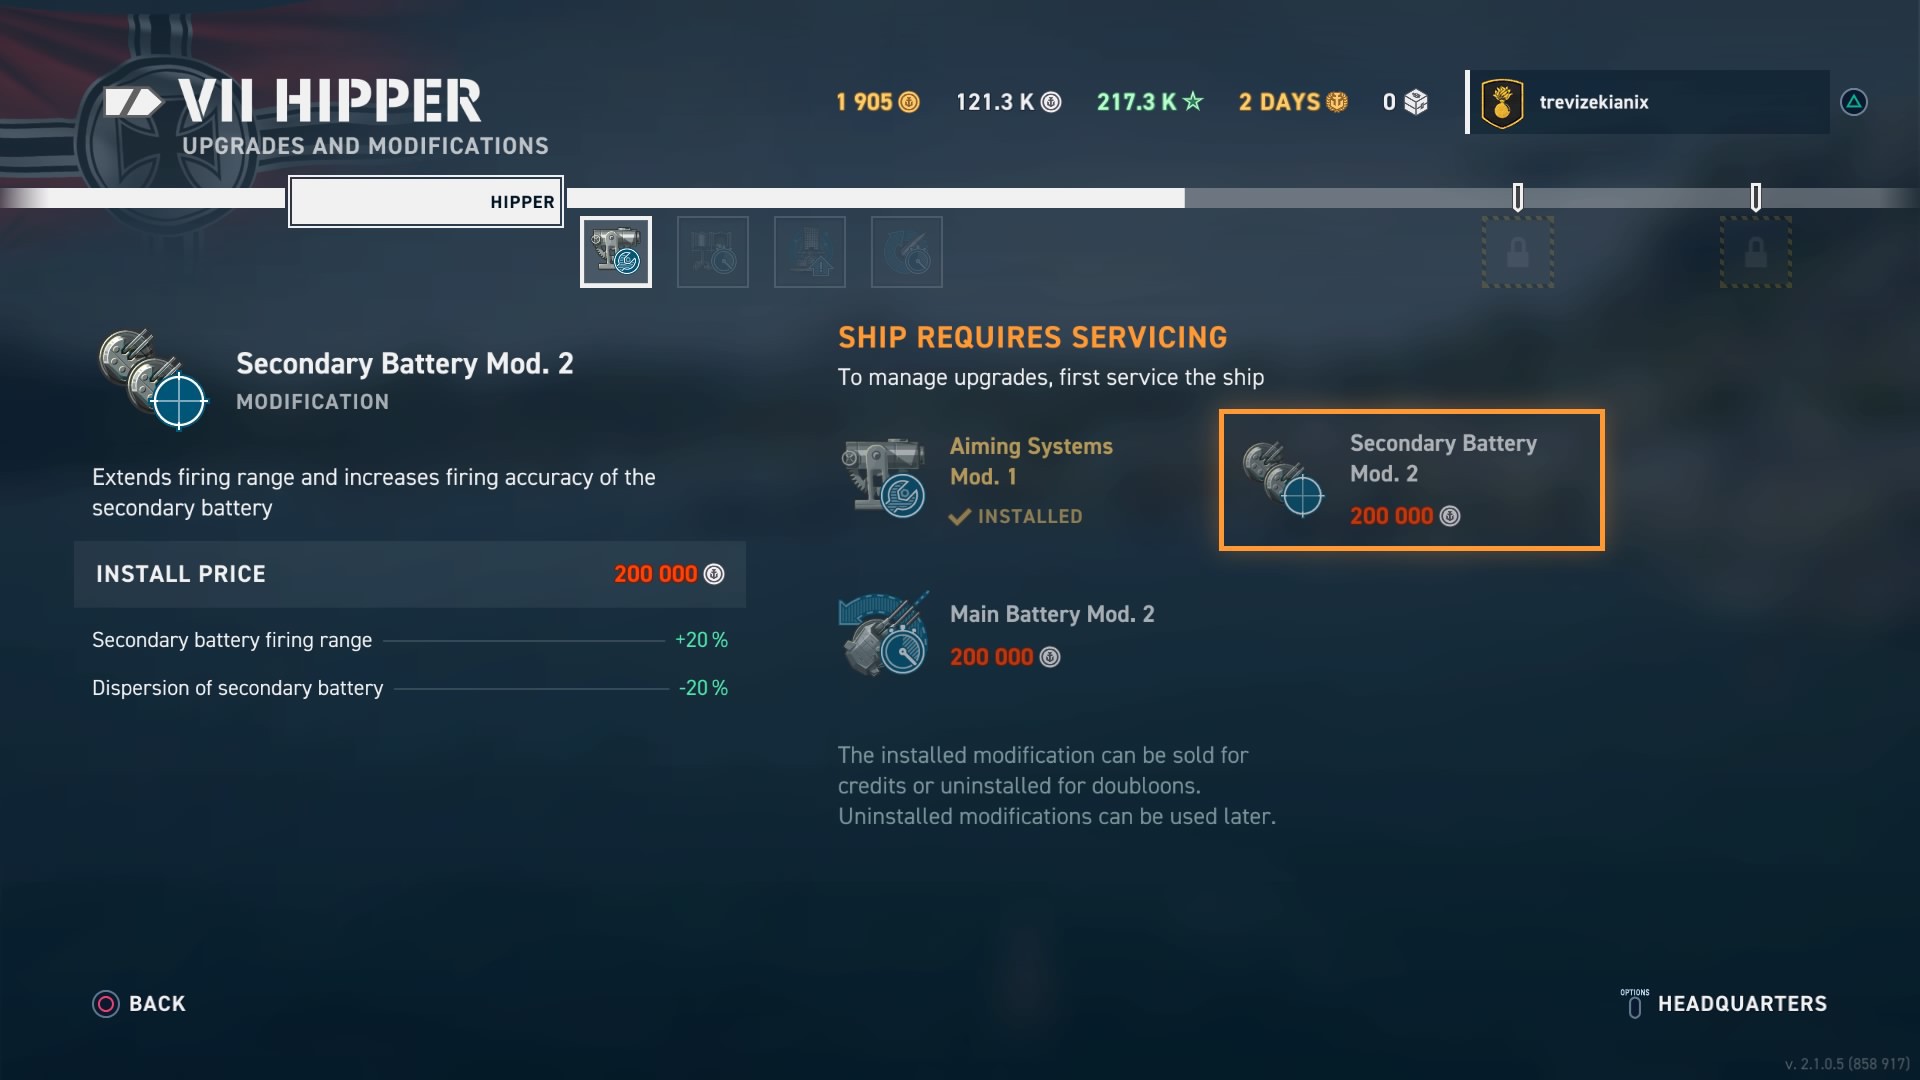 VII HIPPER
UPGRADES AND MODIFICATIONS
1 905
121.3 K
217.3 K
2 DAYS
0
trevizekianix
HIPPER
Secondary Battery Mod. 2
MODIFICATION
Extends firing range and increases firing accuracy of the
secondary battery
INSTALL PRICE 200 000
Secondary battery firing range +20 %
Dispersion of secondary battery -20 %
SHIP REQUIRES SERVICING
To manage upgrades, first service the ship
Aiming Systems
Mod. 1
INSTALLED
Secondary Battery
Mod. 2
200 000
Main Battery Mod. 2
200 000
The installed modification can be sold for
credits or uninstalled for doubloons.
Uninstalled modifications can be used later.
BACK
OPTIONS
HEADQUARTERS
v. 2.1.0.5 (858 917)